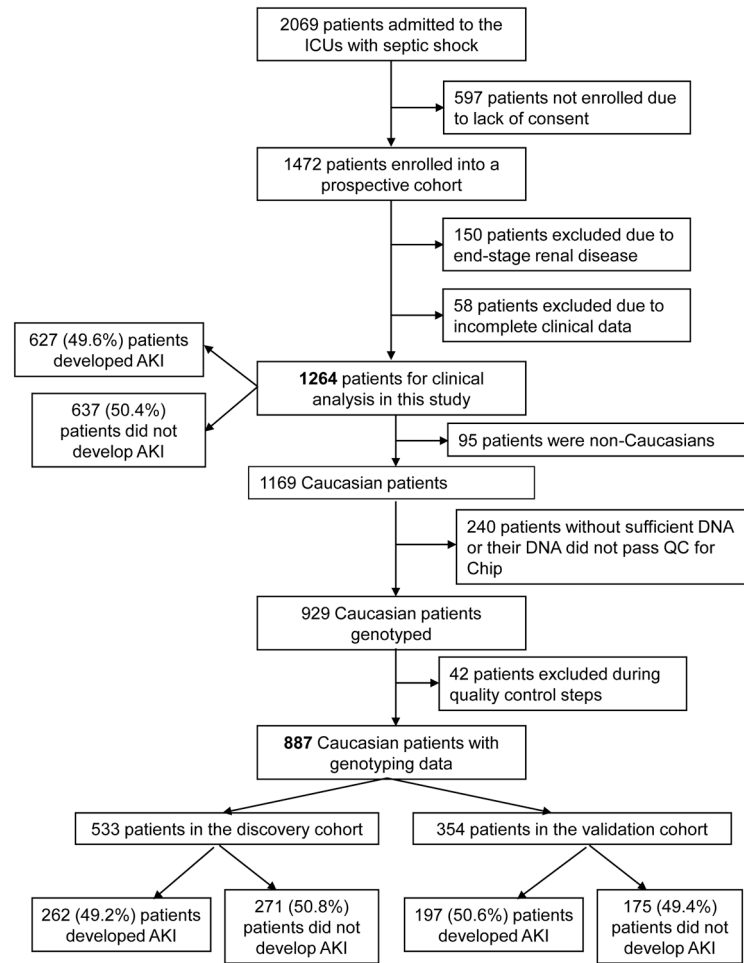 2069 patients admitted to the
ICUs with septic shock
597 patients not enrolled due
to lack of consent
1472 patients enrolled into a
prospective cohort
150 patients excluded due to
end-stage renal disease
58 patients excluded due to
incomplete clinical data
627 (49.6%) patients
developed AKI
1264 patients for clinical
analysis in this study
637 (50.4%)
patients did not
develop AKI
95 patients were non-Caucasians
1169 Caucasian patients
240 patients without sufficient DNA
or their DNA did not pass QC for
Chip
929 Caucasian patients
genotyped
42 patients excluded during
quality control steps
887 Caucasian patients with
genotyping data
533 patients in the discovery cohort
354 patients in the validation cohort
262 (49.2%) patients
developed AKI
271 (50.8%)
patients did not
develop AKI
197 (50.6%) patients
developed AKI
175 (49.4%)
patients did not
develop AKI